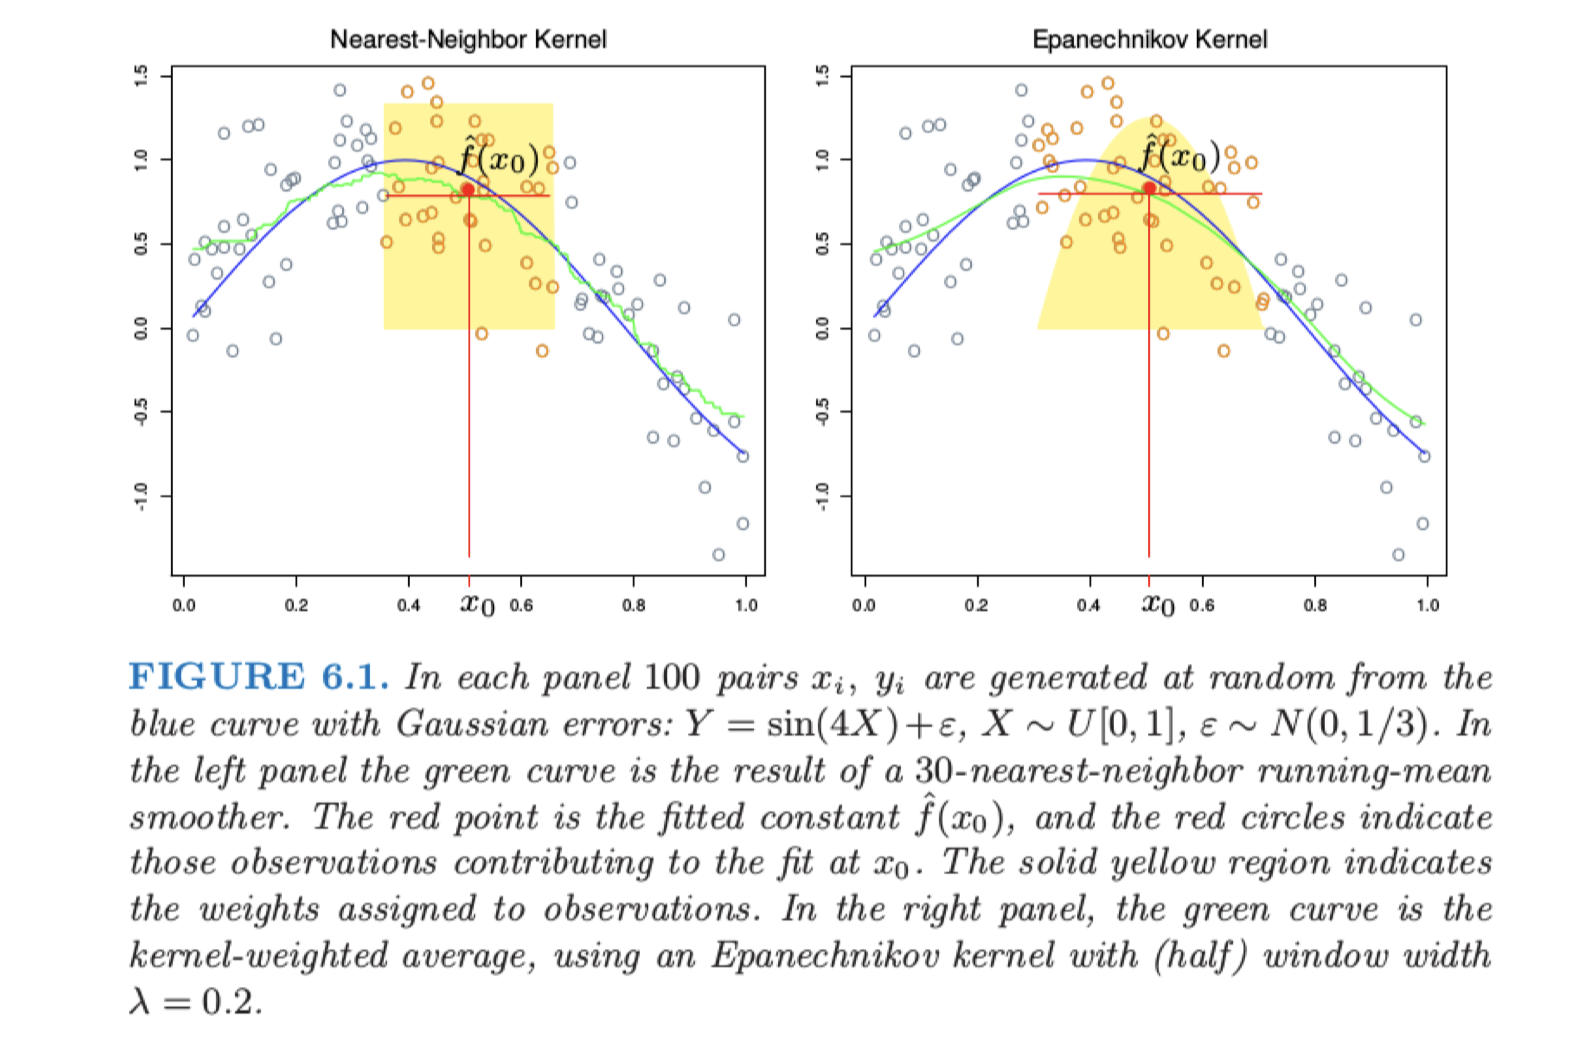 Nearest-Neighbor Kernel
1.5
1.0
0.5
0.0
-0.5
-1.0
f̂(x₀)
0.0 0.2 0.4 x₀ 0.6 0.8 1.0
Epanechnikov Kernel
1.5
1.0
0.5
0.0
-0.5
-1.0
f̂(x₀)
0.0 0.2 0.4 x₀ 0.6 0.8 1.0
FIGURE 6.1. In each panel 100 pairs xᵢ, yᵢ are generated at random from the
blue curve with Gaussian errors: Y = sin(4X)+ε, X ∼ U[0, 1], ε ∼ N(0, 1/3). In
the left panel the green curve is the result of a 30-nearest-neighbor running-mean
smoother. The red point is the fitted constant f̂(x₀), and the red circles indicate
those observations contributing to the fit at x₀. The solid yellow region indicates
the weights assigned to observations. In the right panel, the green curve is the
kernel-weighted average, using an Epanechnikov kernel with (half) window width
λ = 0.2.